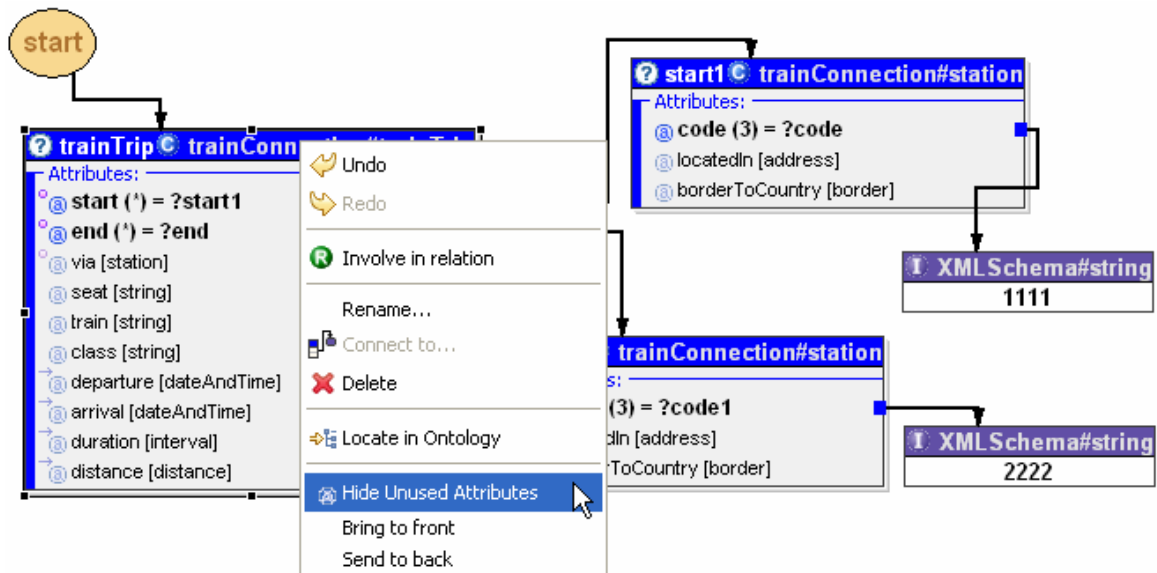 start
trainTrip trainConn
Attributes:
start (*) = ?start1
end (*) = ?end
via [station]
seat [string]
train [string]
class [string]
departure [dateAndTime]
arrival [dateAndTime]
duration [interval]
distance [distance]
Undo
Redo
Involve in relation
Rename...
Connect to...
Delete
Locate in Ontology
Hide Unused Attributes
Bring to front
Send to back
start1 trainConnection#station
Attributes:
code (3) = ?code
locatedIn [address]
borderToCountry [border]
XMLSchema#string
1111
trainConnection#station
s:
(3) = ?code1
dIn [address]
rToCountry [border]
XMLSchema#string
2222